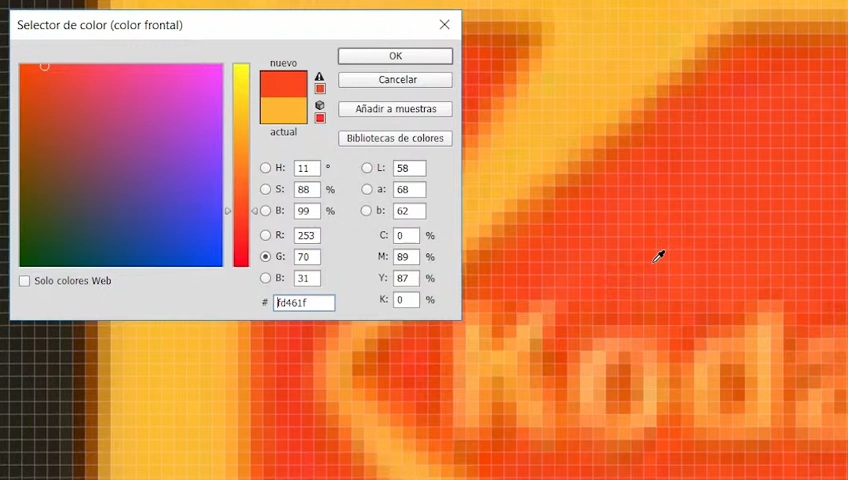 Selector de color (color frontal)
nuevo
actual
OK
Cancelar
Añadir a muestras
Bibliotecas de colores
H: 11 °
S: 88 %
B: 99 %
R: 253
G: 70
B: 31
# fd461f
L: 58
a: 68
b: 62
C: 0 %
M: 89 %
Y: 87 %
K: 0 %
Solo colores Web
Koda